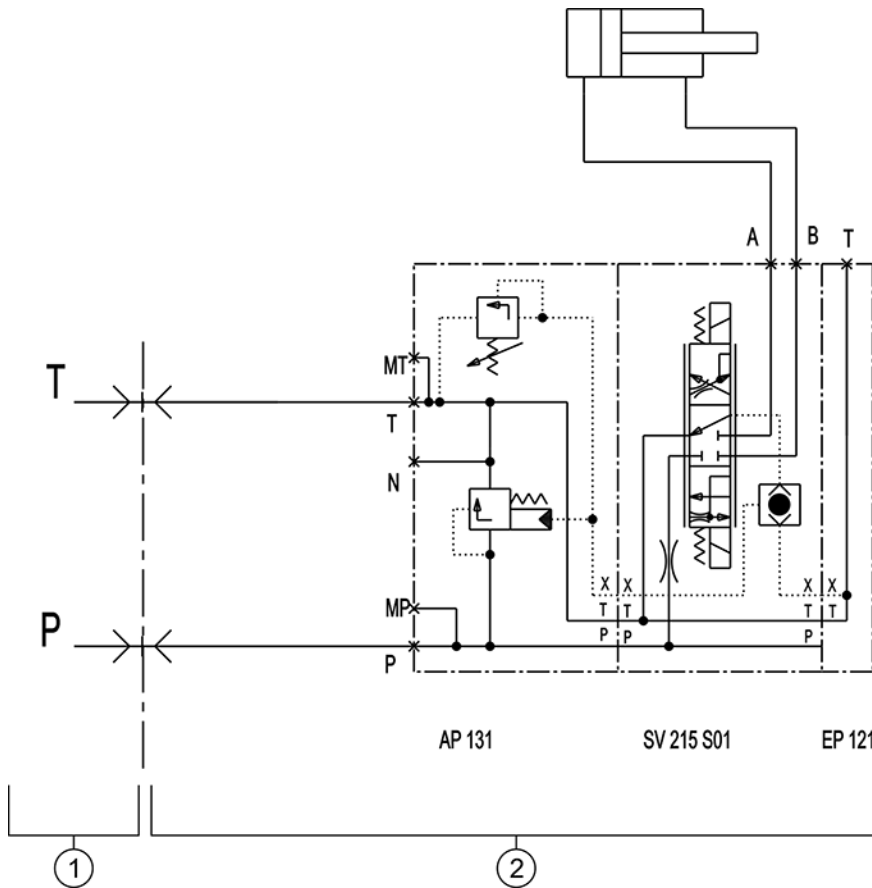 A B T
MT
T
T
N
X X X X
T T T T
MP
P P P
P
P
AP 131 SV 215 S01 EP 121
1 2